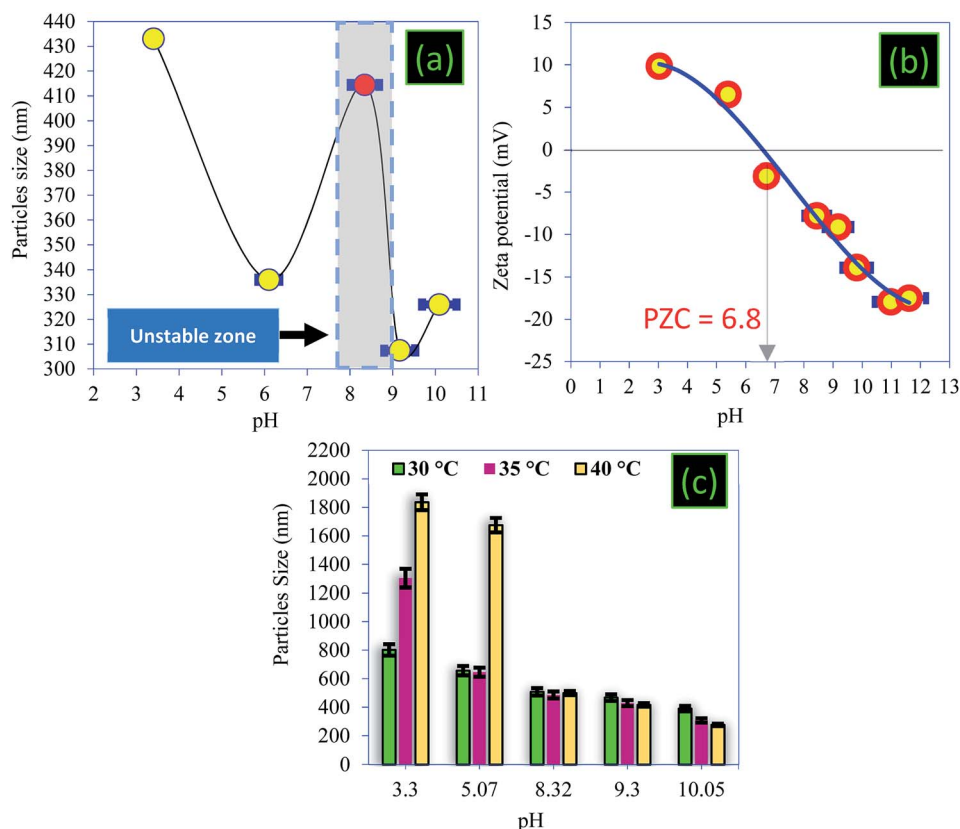 440
430
420
410
400
390
380
370
360
350
340
330
320
310
300
Particles size (nm)
(a)
Unstable zone
2 3 4 5 6 7 8 9 10 11
pH
15
10
5
0
-5
-10
-15
-20
-25
Zeta potential (mV)
(b)
PZC = 6.8
0 1 2 3 4 5 6 7 8 9 10 11 12 13
pH
2200
2000
1800
1600
1400
1200
1000
800
600
400
200
0
Particles Size (nm)
30 °C 35 °C 40 °C
(c)
3.3 5.07 8.32 9.3 10.05
pH